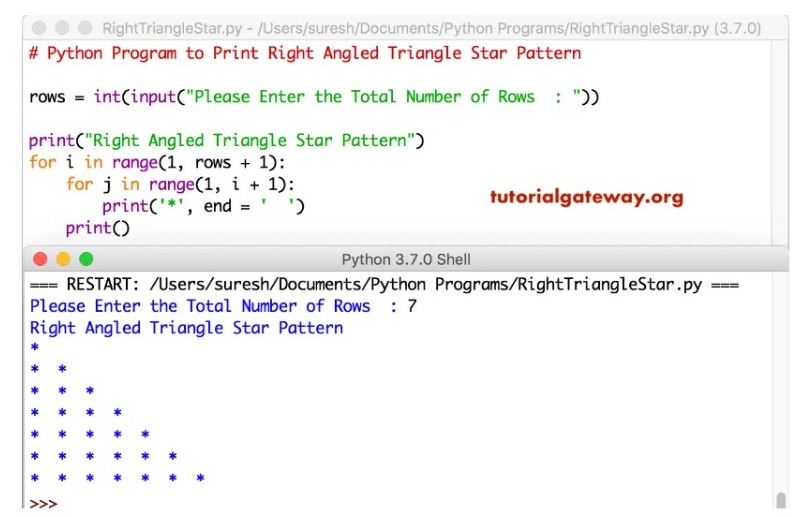 RightTriangleStar.py - /Users/suresh/Documents/Python Programs/RightTriangleStar.py (3.7.0)
# Python Program to Print Right Angled Triangle Star Pattern
rows = int(input("Please Enter the Total Number of Rows  : "))
print("Right Angled Triangle Star Pattern")
for i in range(1, rows + 1):
    for j in range(1, i + 1):
        print('*', end = '  ')
    print()
tutorialgateway.org
Python 3.7.0 Shell
=== RESTART: /Users/suresh/Documents/Python Programs/RightTriangleStar.py ===
Please Enter the Total Number of Rows  : 7
Right Angled Triangle Star Pattern
*
*  *
*  *  *
*  *  *  *
*  *  *  *  *
*  *  *  *  *  *
*  *  *  *  *  *  *
>>>